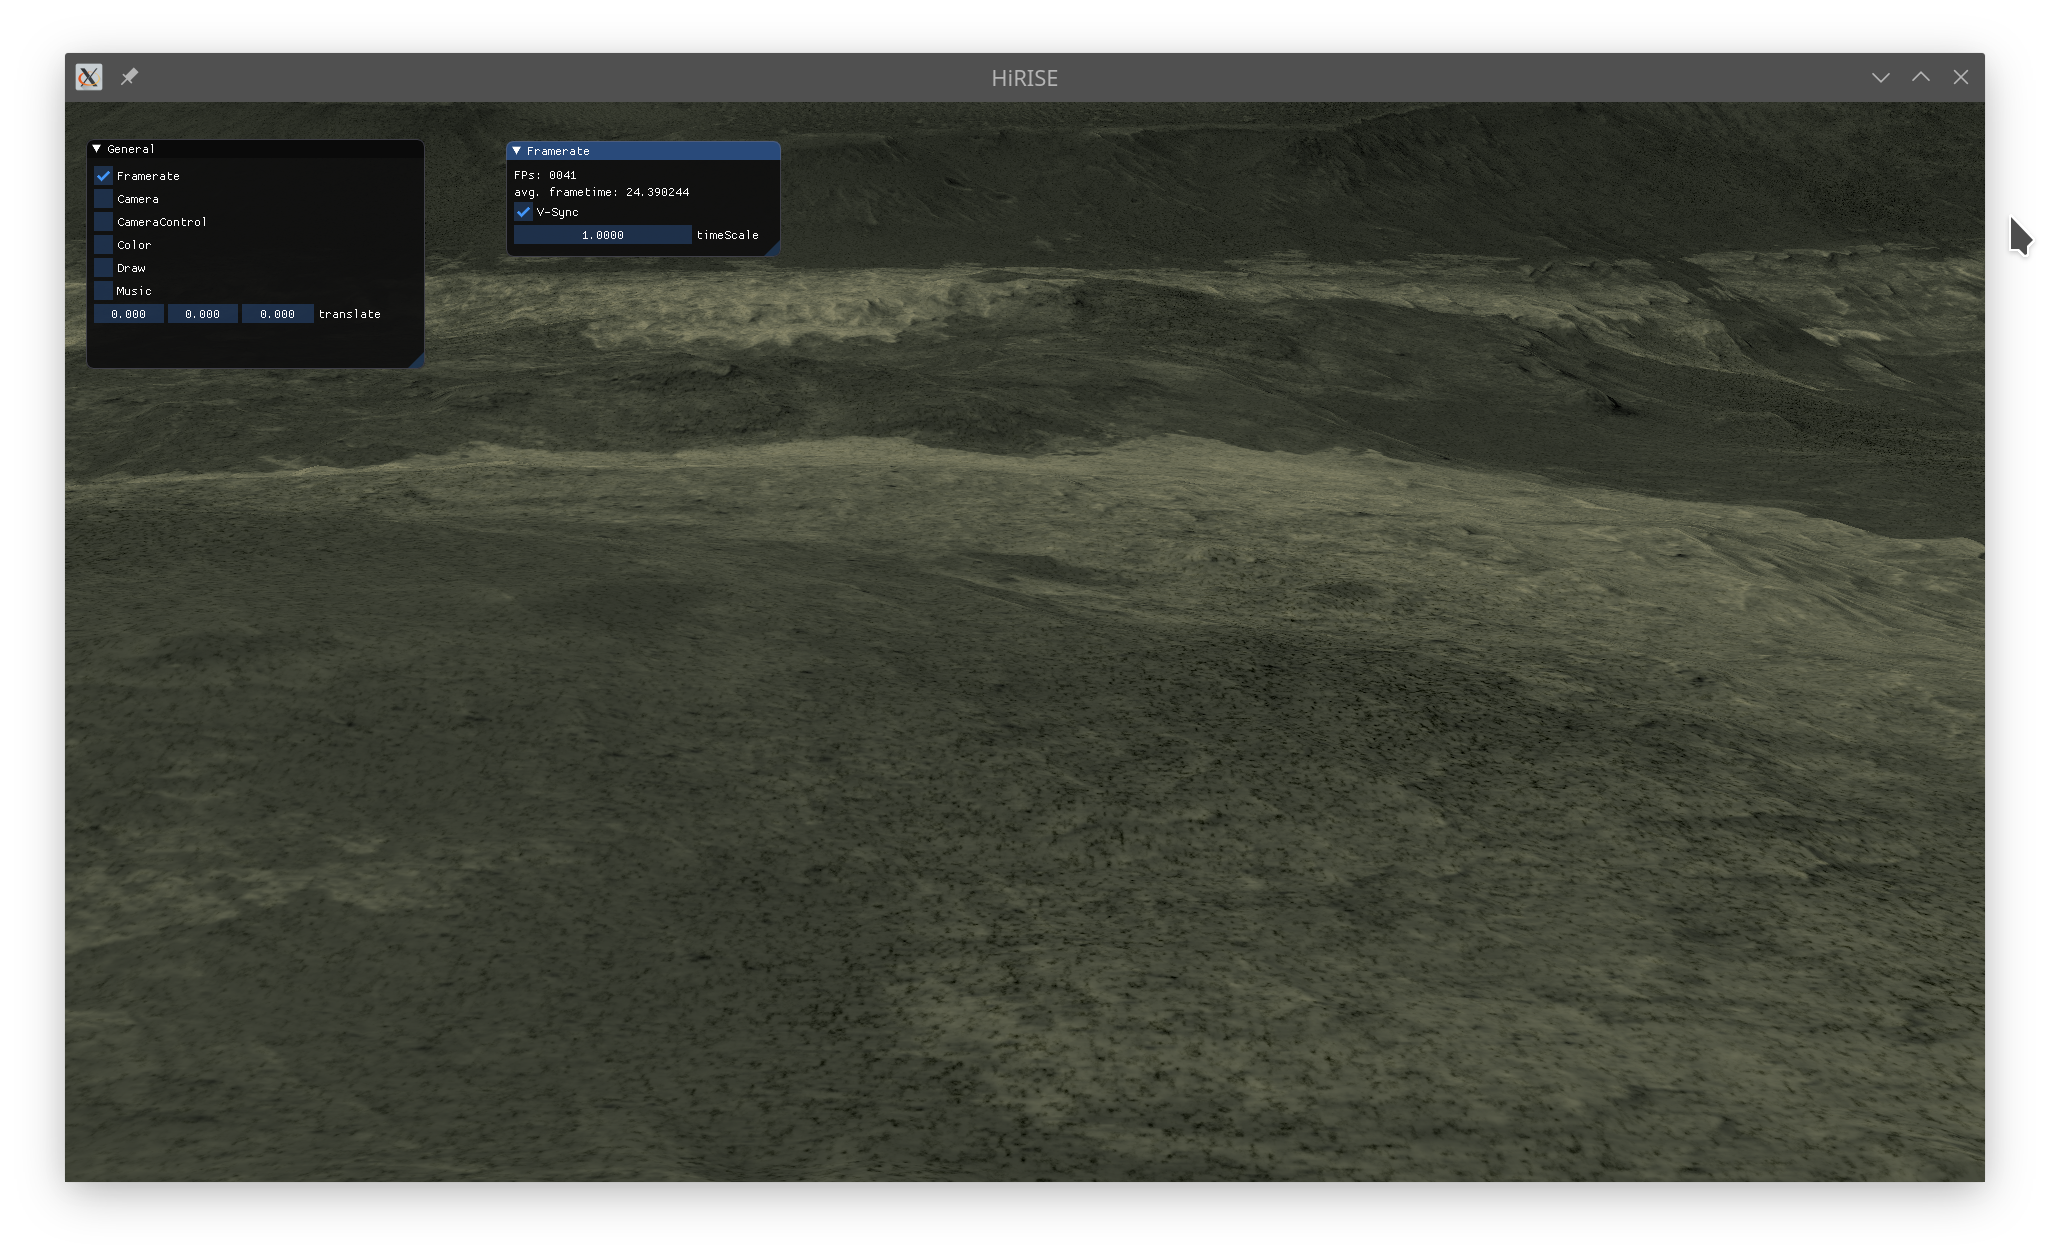 HiRISE
General
Framerate
Camera
CameraControl
Color
Draw
Music
0.000 0.000 0.000 translate
Framerate
FPs: 0041
avg. frametime: 24.390244
V-Sync
1.0000 timeScale